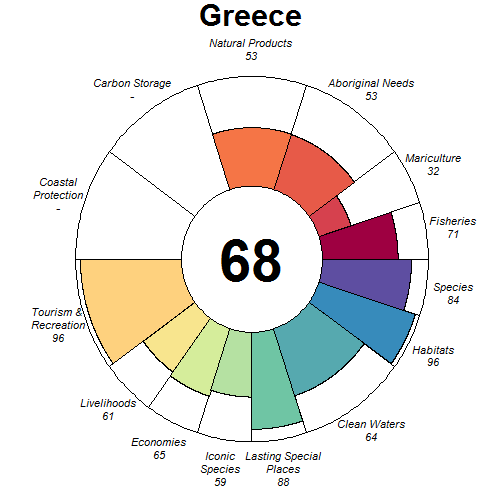 Greece
Natural Products
53
Aboriginal Needs
53
Mariculture
32
Fisheries
71
Species
84
Habitats
96
Clean Waters
64
Lasting Special
Places
88
Iconic
Species
59
Economies
65
Livelihoods
61
Tourism &
Recreation
96
Coastal
Protection
-
Carbon Storage
-
68